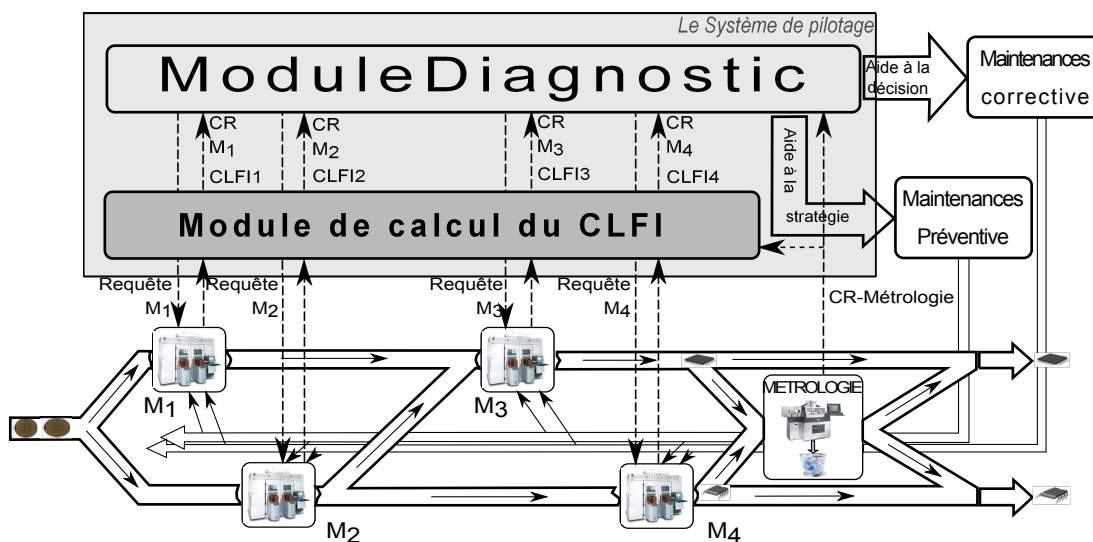 Le Système de pilotage
ModuleDiagnostic
Aide à la
décision
Maintenances
corrective
CR
M1
CLFI1
CR
M2
CLFI2
CR
M3
CLFI3
CR
M4
CLFI4
Aide
à la
stratégie
Maintenances
Préventive
Module de calcul du CLFI
Requête
M1
Requête
M2
Requête
M3
Requête
M4
CR-Métrologie
METROLOGIE
M1
M3
M2
M4